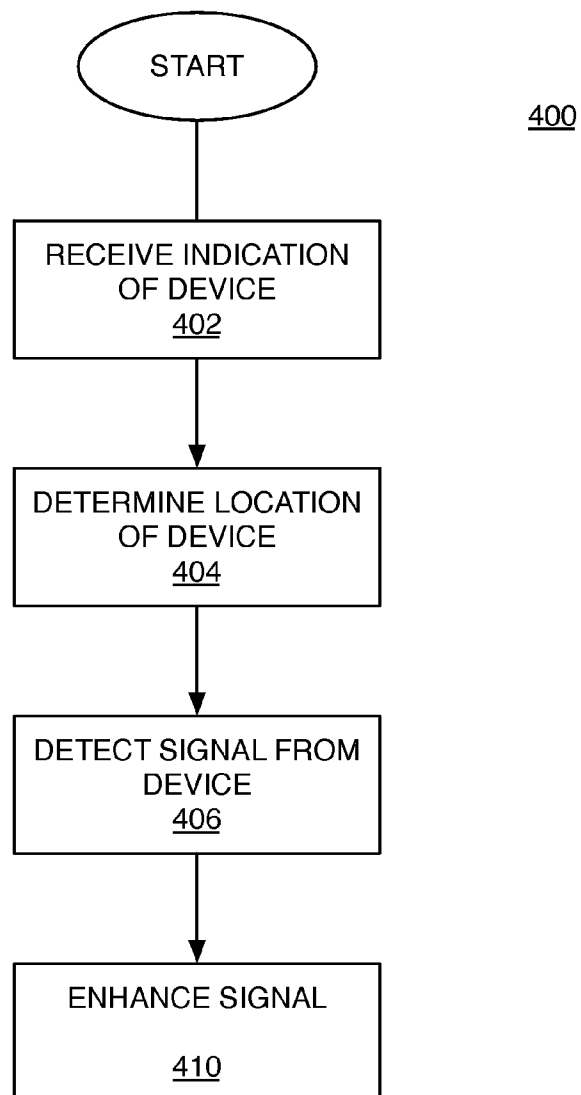 START
400
RECEIVE INDICATION
OF DEVICE
402
DETERMINE LOCATION
OF DEVICE
404
DETECT SIGNAL FROM
DEVICE
406
ENHANCE SIGNAL
410